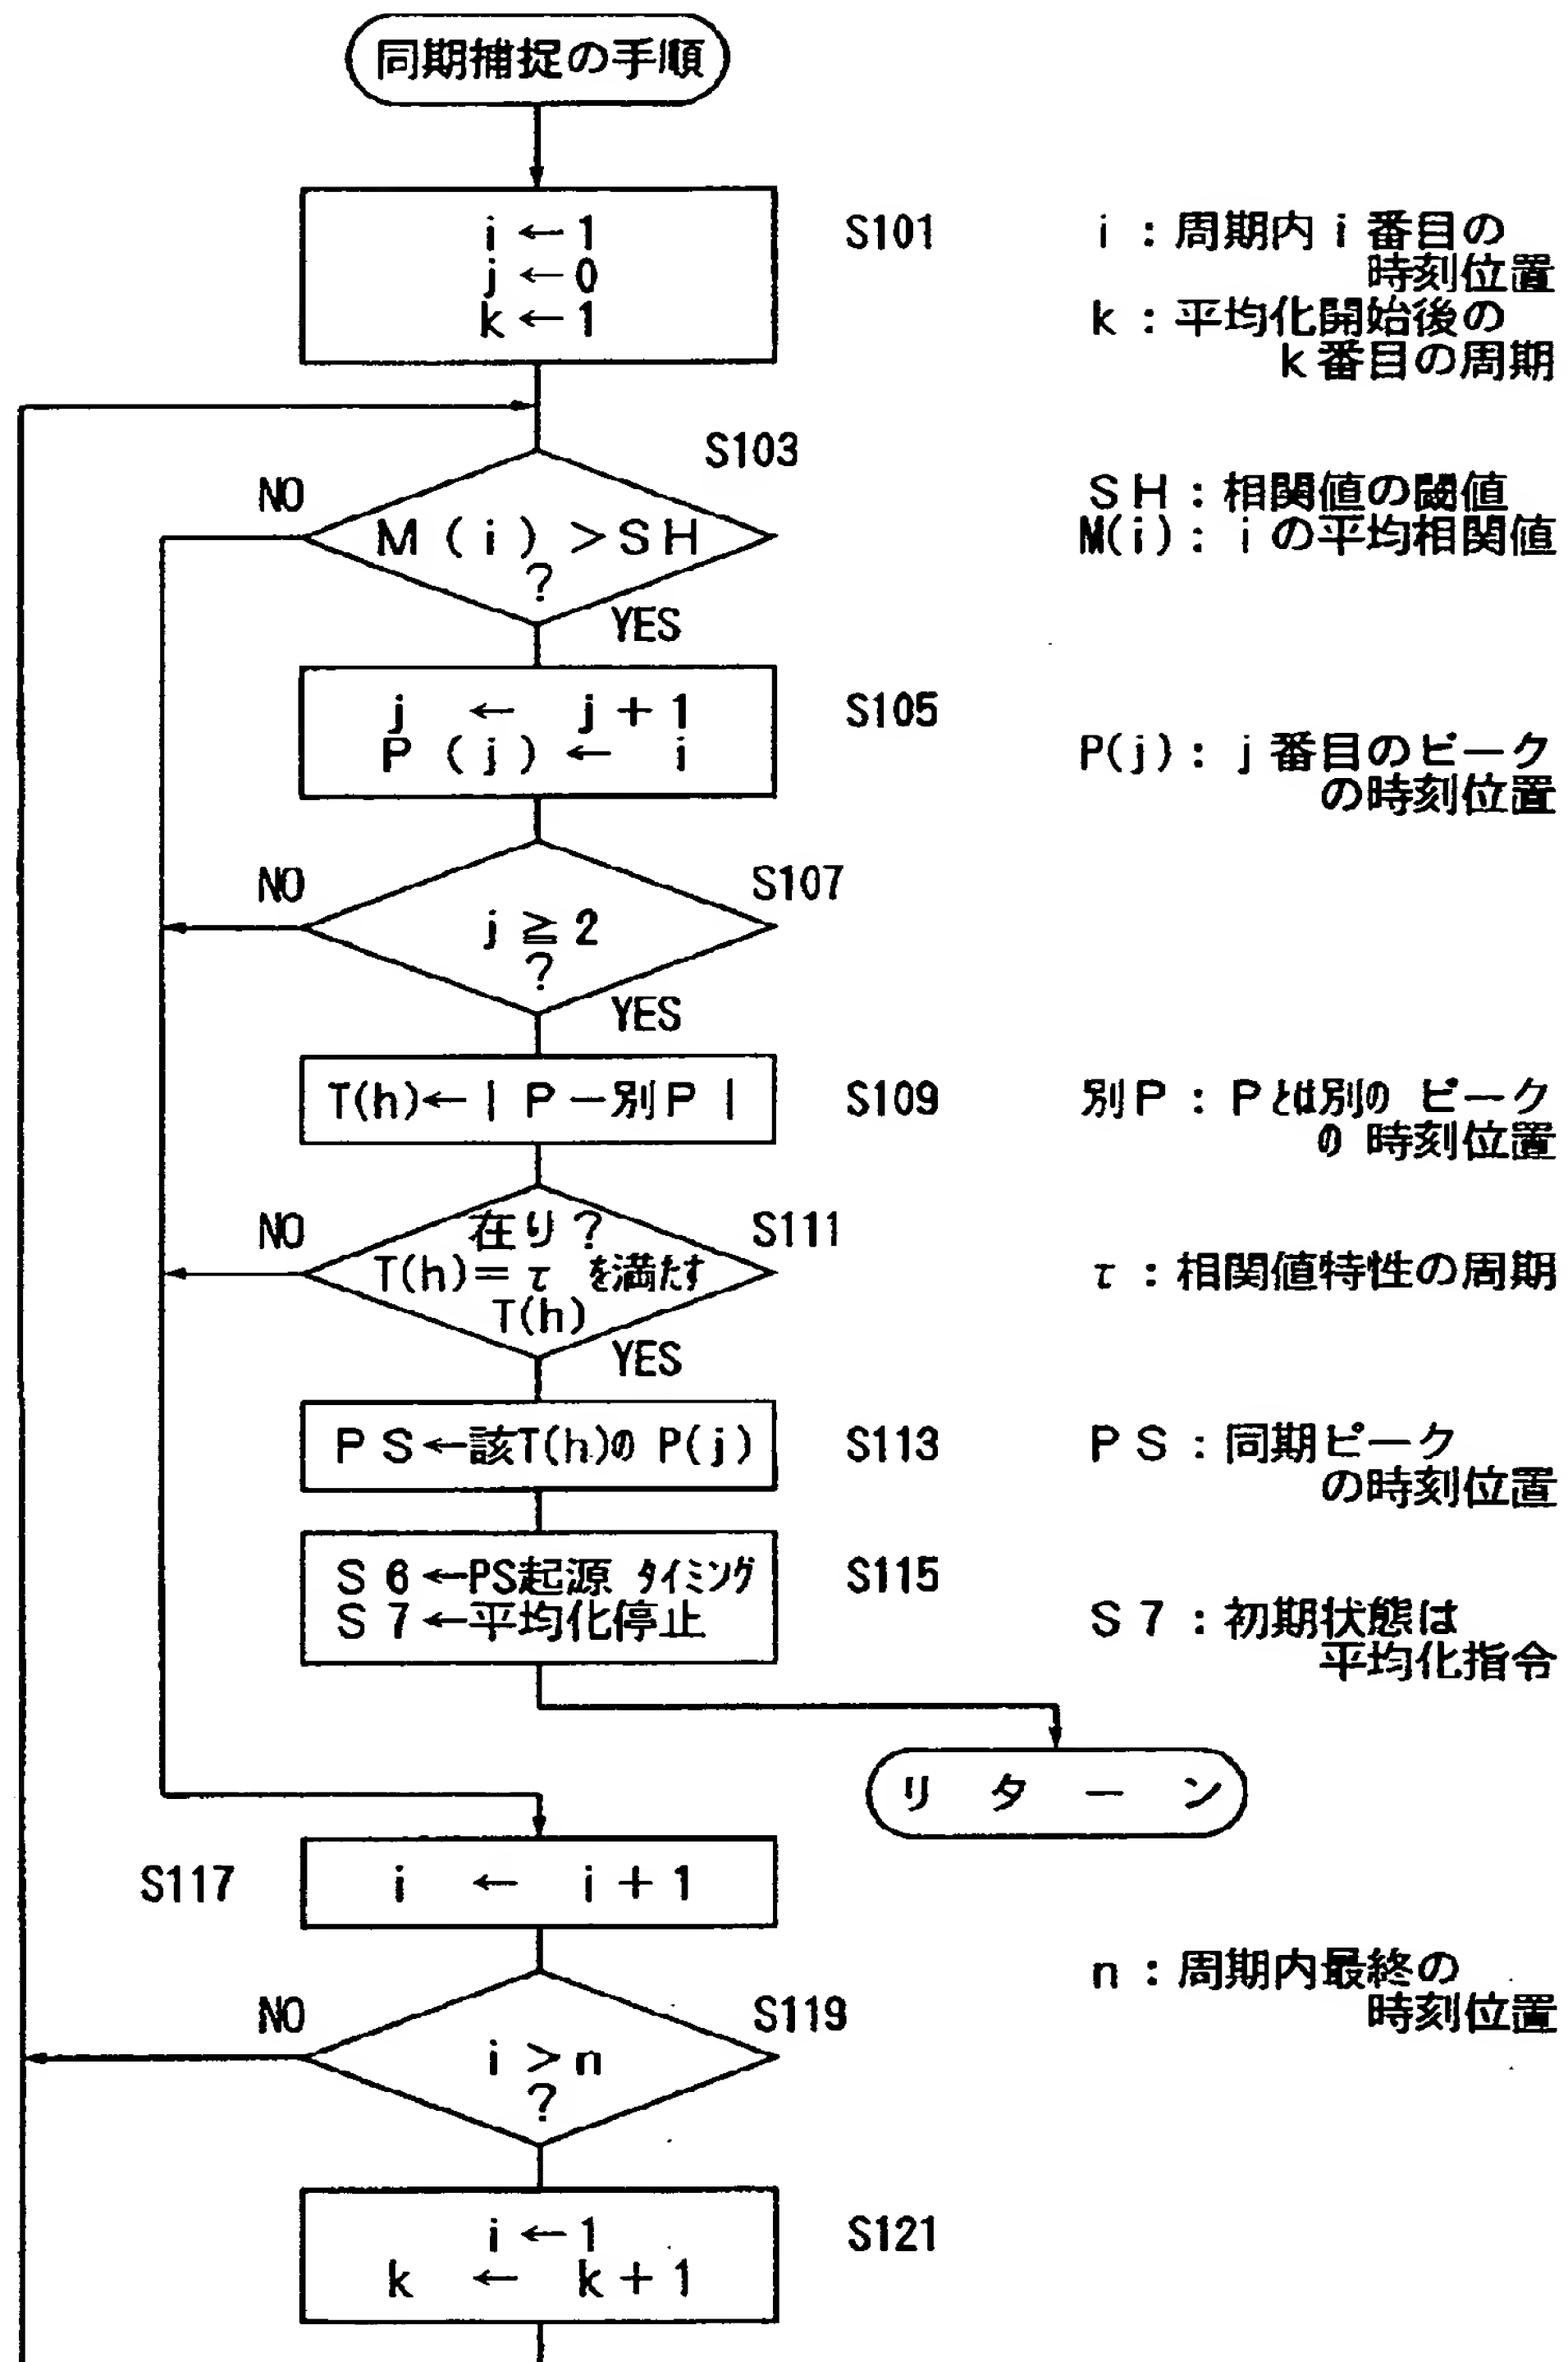 同期捕捉の手順
i ← 1
j ← 0
k ← 1
S101
i : 周期内 i 番目の
時刻位置
k : 平均化開始後の
k 番目の周期
S103
NO
M ( i ) > S H
?
YES
S H : 相関値の閾値
M(i) : i の平均相関値
j ← j + 1
P ( j ) ← i
S105
P(j) : j 番目のピーク
の時刻位置
NO
S107
j ≧ 2
?
YES
T(h)← | P － 別P |
S109
別P : Pとは別の ピーク
の 時刻位置
NO
S111
在り ?
T(h)= τ を満たす
T(h)
YES
τ : 相関値特性の周期
P S ← 該T(h)の P(j)
S113
P S : 同期ピーク
の時刻位置
S 6 ←PS起源 タイミング
S 7 ←平均化停止
S115
S 7 : 初期状態は
平均化指令
リ タ ー ン
S117
i ← i + 1
n : 周期内最終の
時刻位置
NO
S119
i > n
?
i ← 1
k ← k + 1
S121